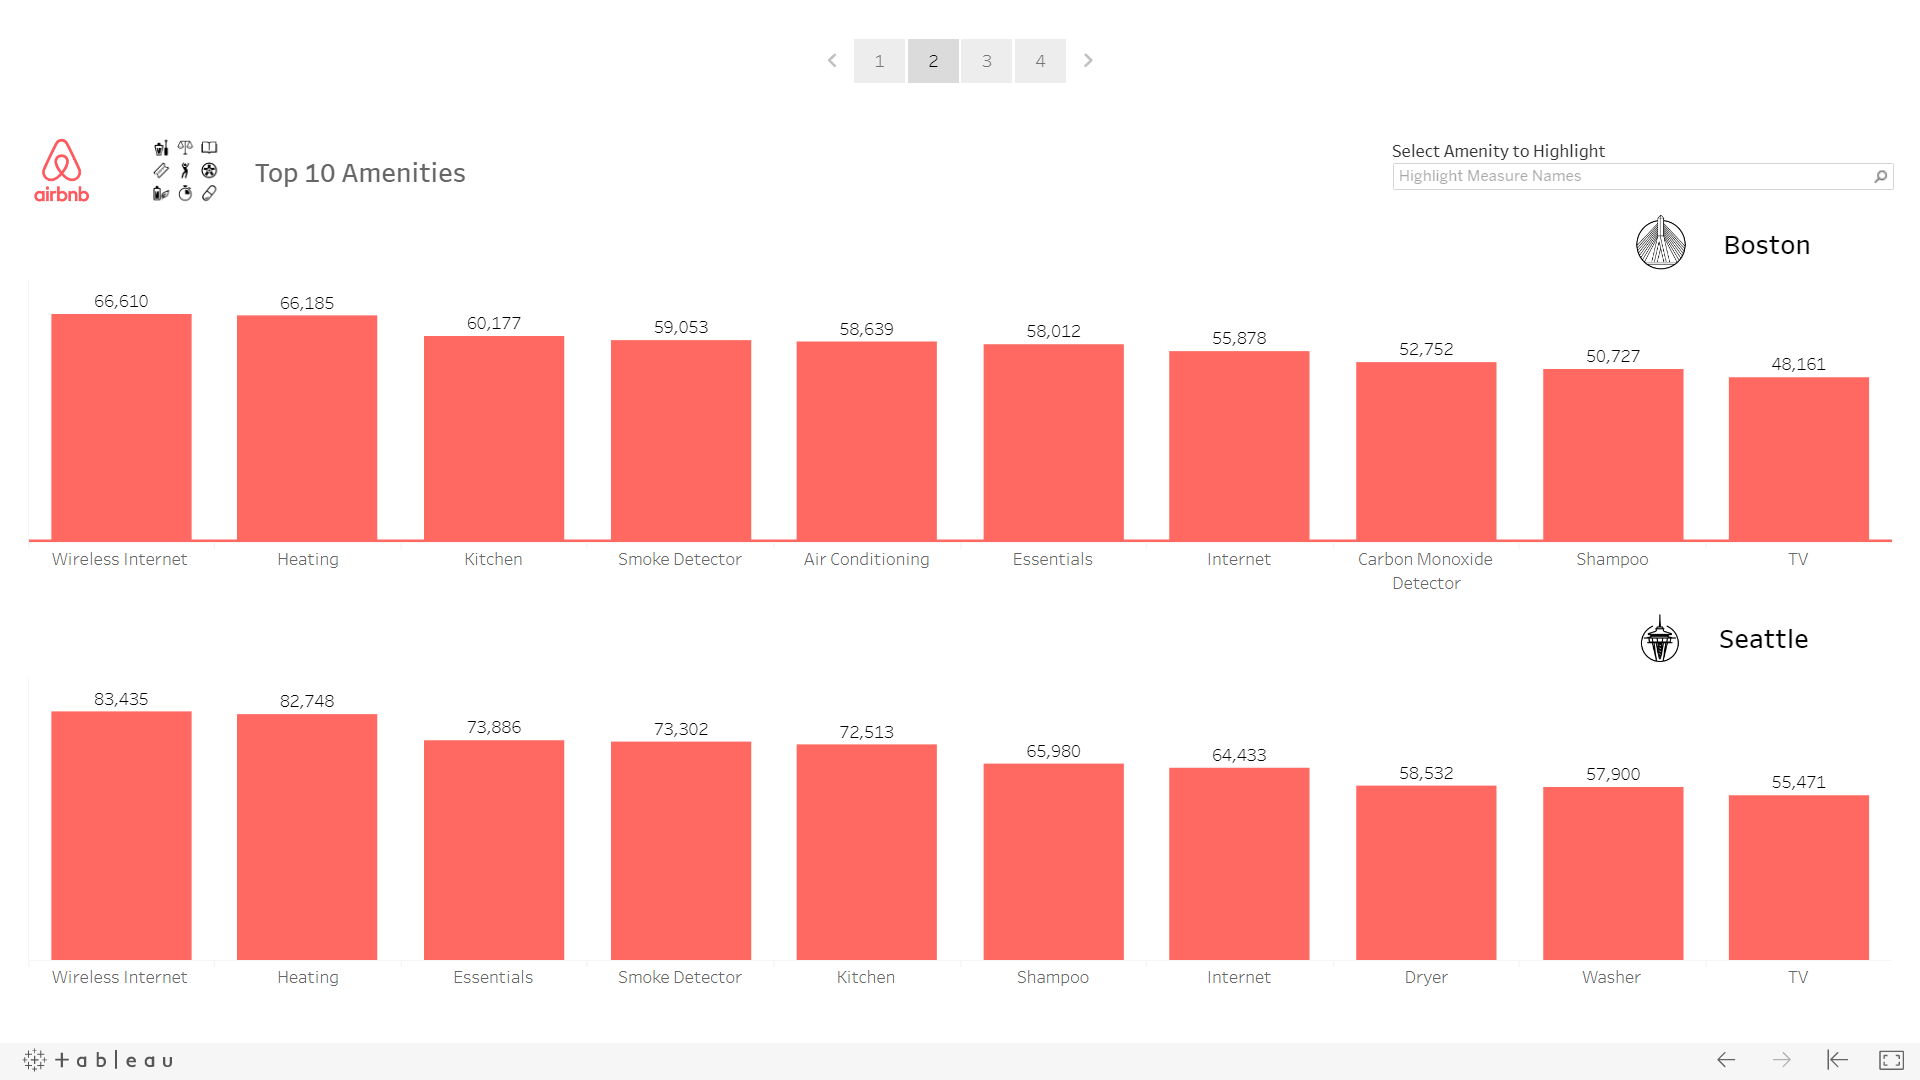 1 2 3 4
airbnb
Top 10 Amenities
Select Amenity to Highlight
Highlight Measure Names
Boston
66,610 66,185 60,177 59,053 58,639 58,012 55,878 52,752 50,727 48,161
Wireless Internet Heating Kitchen Smoke Detector Air Conditioning Essentials Internet Carbon Monoxide Detector Shampoo TV
Seattle
83,435 82,748 73,886 73,302 72,513 65,980 64,433 58,532 57,900 55,471
Wireless Internet Heating Essentials Smoke Detector Kitchen Shampoo Internet Dryer Washer TV
tableau